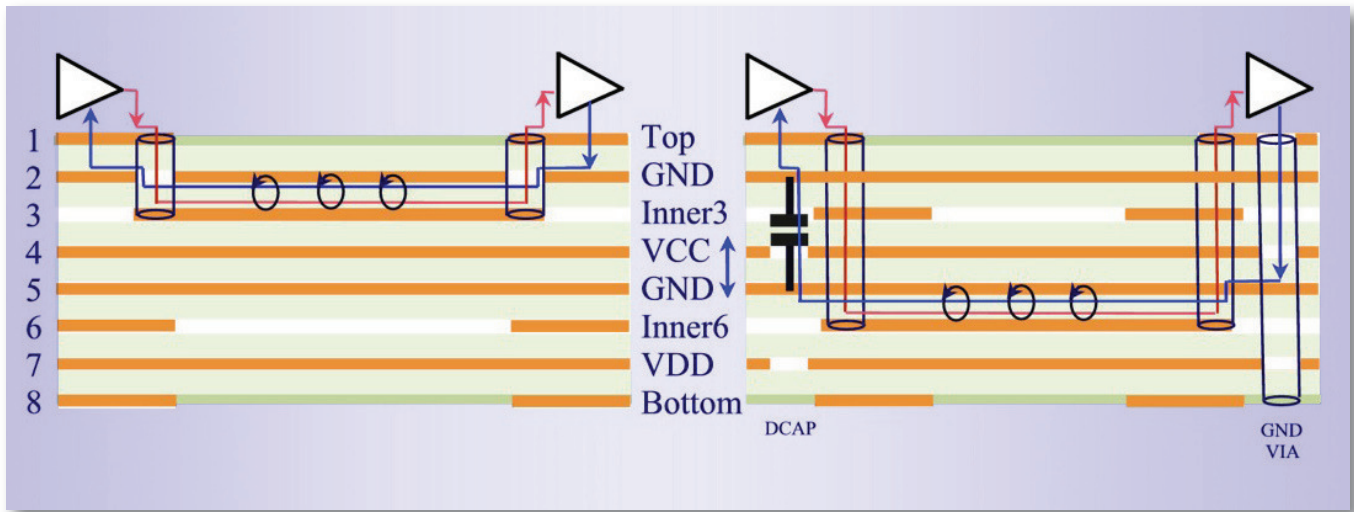 1 Top
2 GND
3 Inner3
4 VCC
5 GND
6 Inner6
7 VDD
8 Bottom
DCAP
GND
VIA